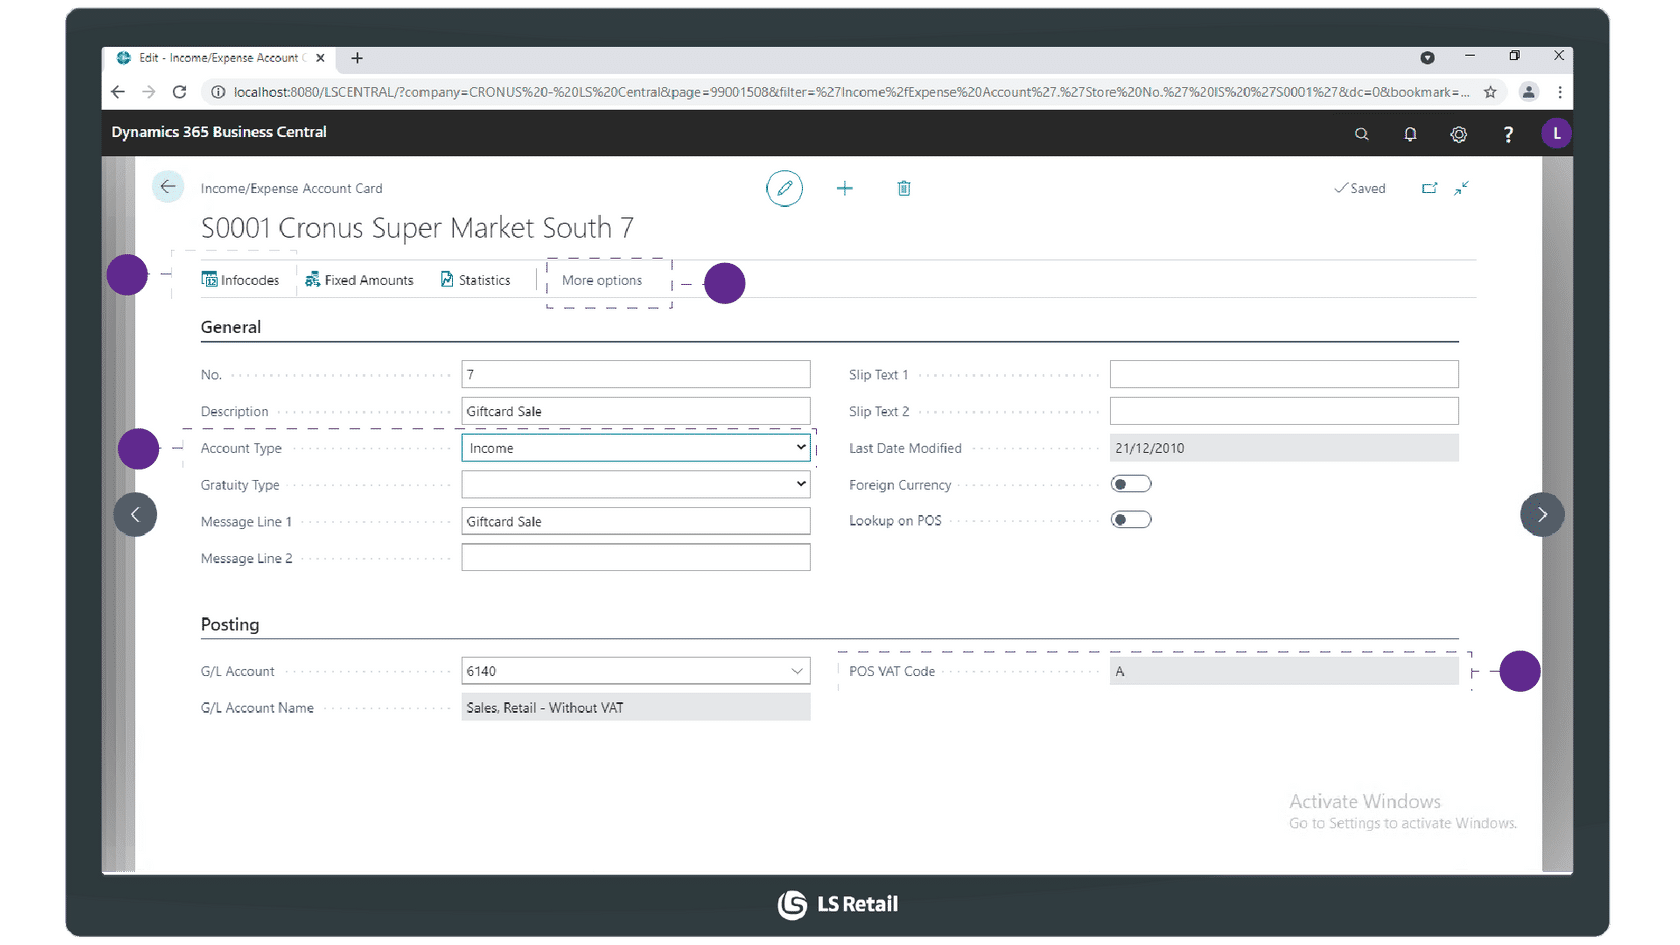 Edit - Income/Expense Account C
localhost:8080/LSCENTRAL/?company=CRONUS%20-%20LS%20Central&page=99001508&filter=%27Income%2fExpense%20Account%27.%27Store%20No.%27%20IS%20%27S0001%27&dc=0&bookmark=...
Dynamics 365 Business Central
L
Income/Expense Account Card
Saved
S0001 Cronus Super Market South 7
Infocodes
Fixed Amounts
Statistics
More options
General
No.
7
Description
Giftcard Sale
Account Type
Income
Gratuity Type
Message Line 1
Giftcard Sale
Message Line 2
Slip Text 1
Slip Text 2
Last Date Modified
21/12/2010
Foreign Currency
Lookup on POS
Posting
G/L Account
6140
G/L Account Name
Sales, Retail - Without VAT
POS VAT Code
A
Activate Windows
Go to Settings to activate Windows.
LS Retail